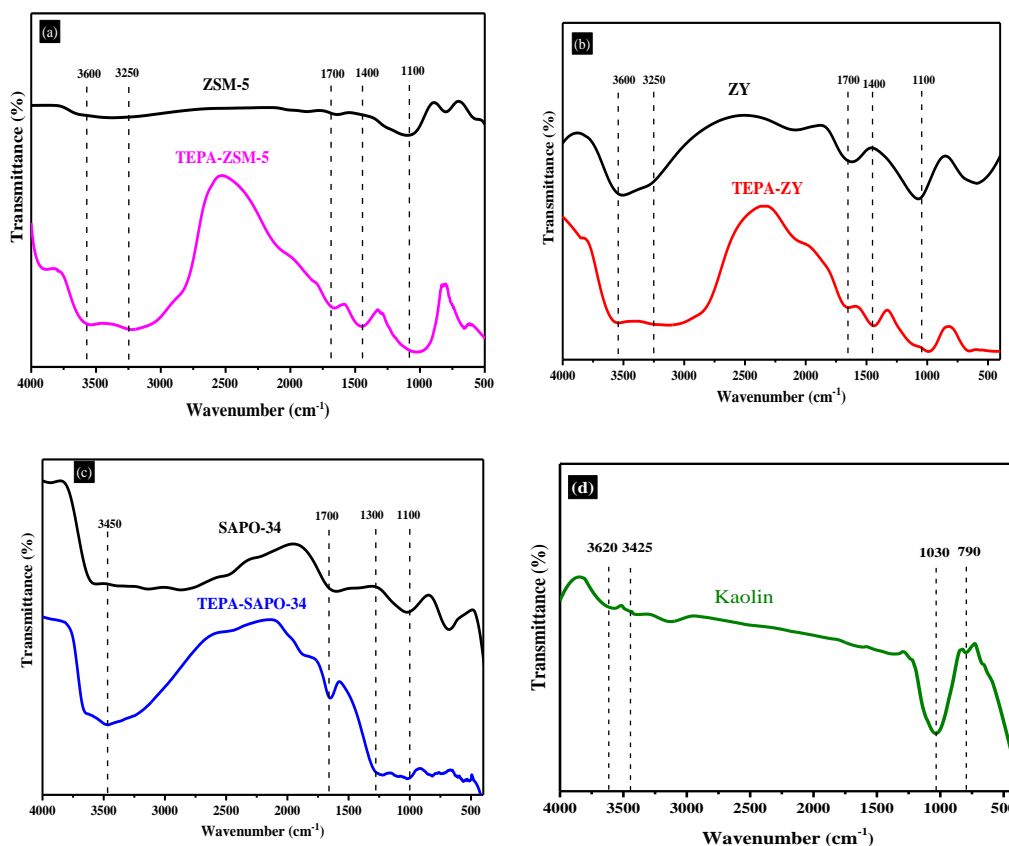 (a)
3600 3250 ZSM-5 1700 1400 1100
TEPA-ZSM-5
Transmittance (%)
4000 3500 3000 2500 2000 1500 1000 500
Wavenumber (cm-1)
(b)
3600 3250 ZY 1700 1400 1100
TEPA-ZY
Transmittance (%)
4000 3500 3000 2500 2000 1500 1000 500
Wavenumber (cm-1)
(c)
3450 SAPO-34 1700 1300 1100
TEPA-SAPO-34
Transmittance (%)
4000 3500 3000 2500 2000 1500 1000 500
Wavenumber (cm-1)
(d)
3620 3425 1030 790
Kaolin
Transmittance (%)
4000 3500 3000 2500 2000 1500 1000 500
Wavenumber (cm-1)